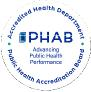 Accredited Health Department
PHAB
Advancing
Public Health
Performance
Public Health Accreditation Board